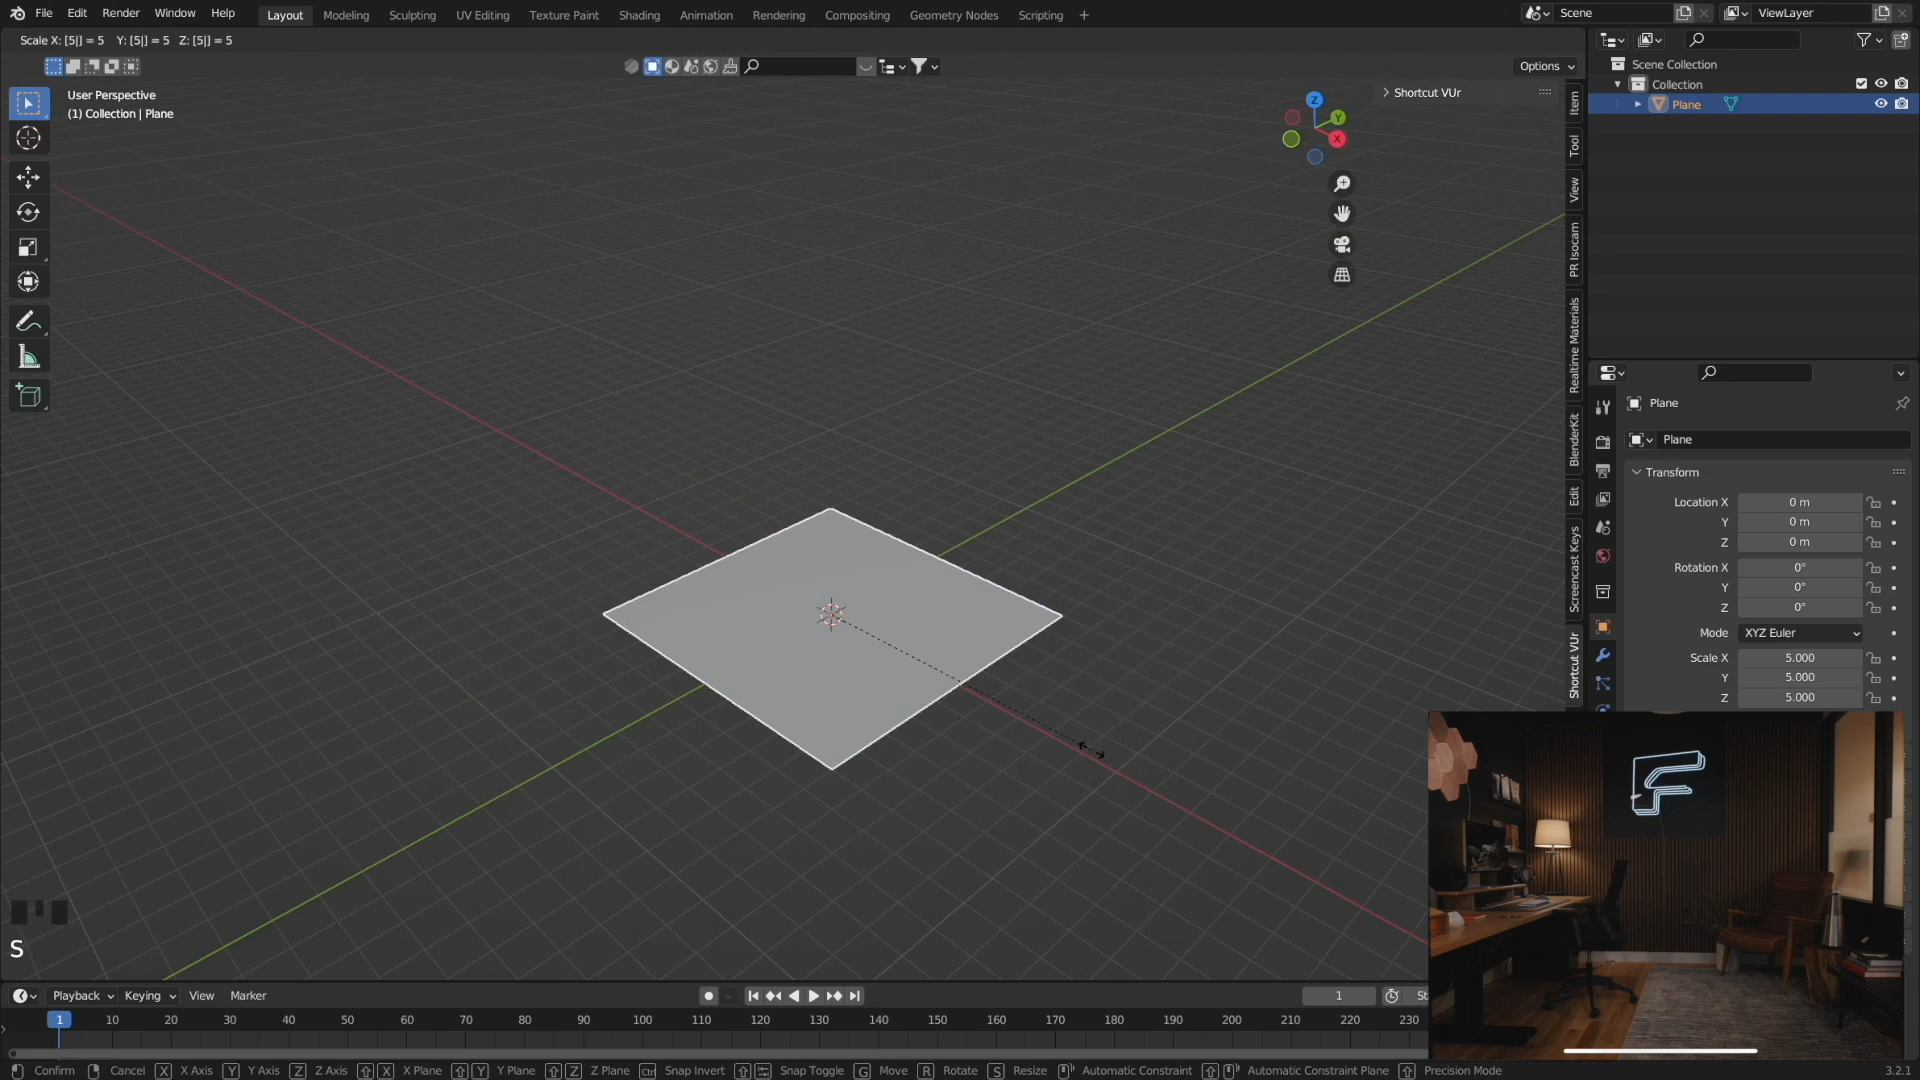 File Edit Render Window Help Layout Modeling Sculpting UV Editing Texture Paint Shading Animation Rendering Compositing Geometry Nodes Scripting + Scene ViewLayer
Scale X: [5|] = 5 Y: [5|] = 5 Z: [5|] = 5
Options
User Perspective
(1) Collection | Plane
Z
Y
X
Shortcut VUr
Item
Tool
View
PR Isocam
Realtime Materials
BlenderKit
Edit
Screencast Keys
Shortcut VUr
Scene Collection
Collection
Plane
Plane
Plane
Transform
Location X 0 m
Y 0 m
Z 0 m
Rotation X 0°
Y 0°
Z 0°
Mode XYZ Euler
Scale X 5.000
Y 5.000
Z 5.000
F
S
Playback Keying View Marker 1 St
1 10 20 30 40 50 60 70 80 90 100 110 120 130 140 150 160 170 180 190 200 210 220 230
Confirm Cancel X X Axis Y Y Axis Z Z Axis X X Plane Y Y Plane Z Z Plane Ctrl Snap Invert Snap Toggle G Move R Rotate S Resize Automatic Constraint Automatic Constraint Plane Precision Mode 3.2.1